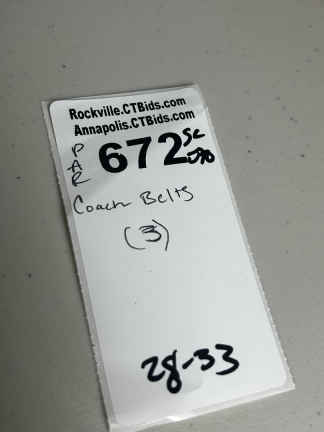 Rockville.CTBids.com
Annapolis.CTBids.com
PAR
672 SC
Coach Belts
(3)
28-33